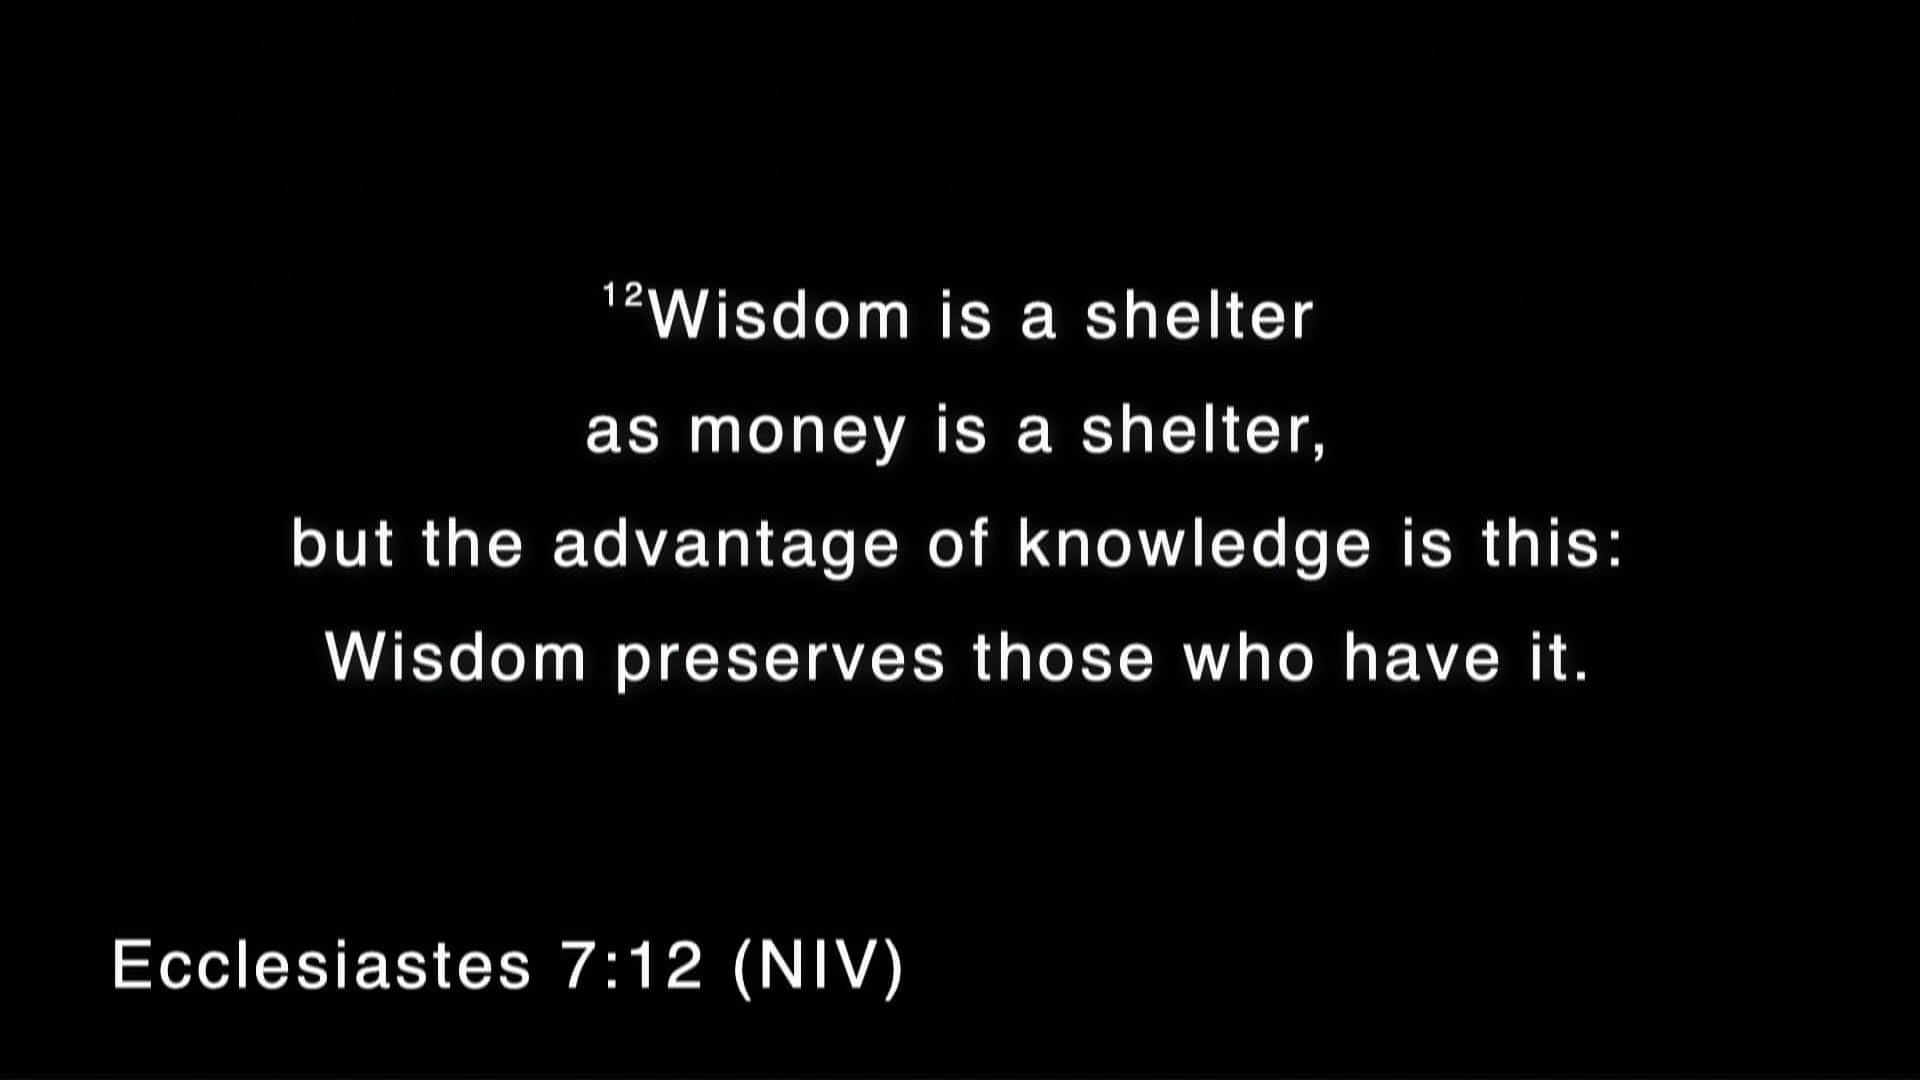 ¹²Wisdom is a shelter
as money is a shelter,
but the advantage of knowledge is this:
Wisdom preserves those who have it.
Ecclesiastes 7:12 (NIV)